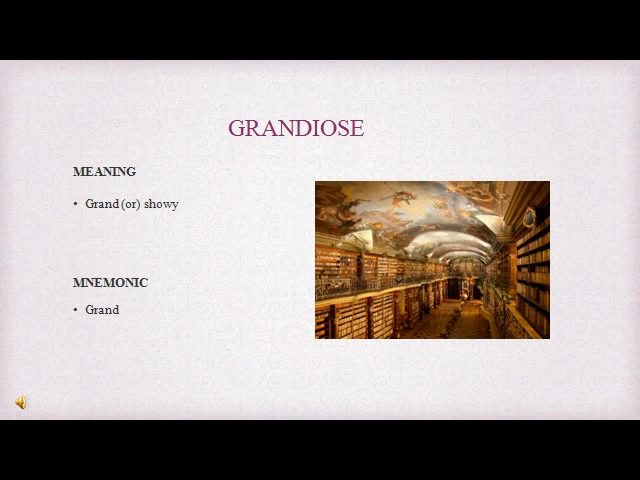 GRANDIOSE
MEANING
• Grand (or) showy
MNEMONIC
• Grand